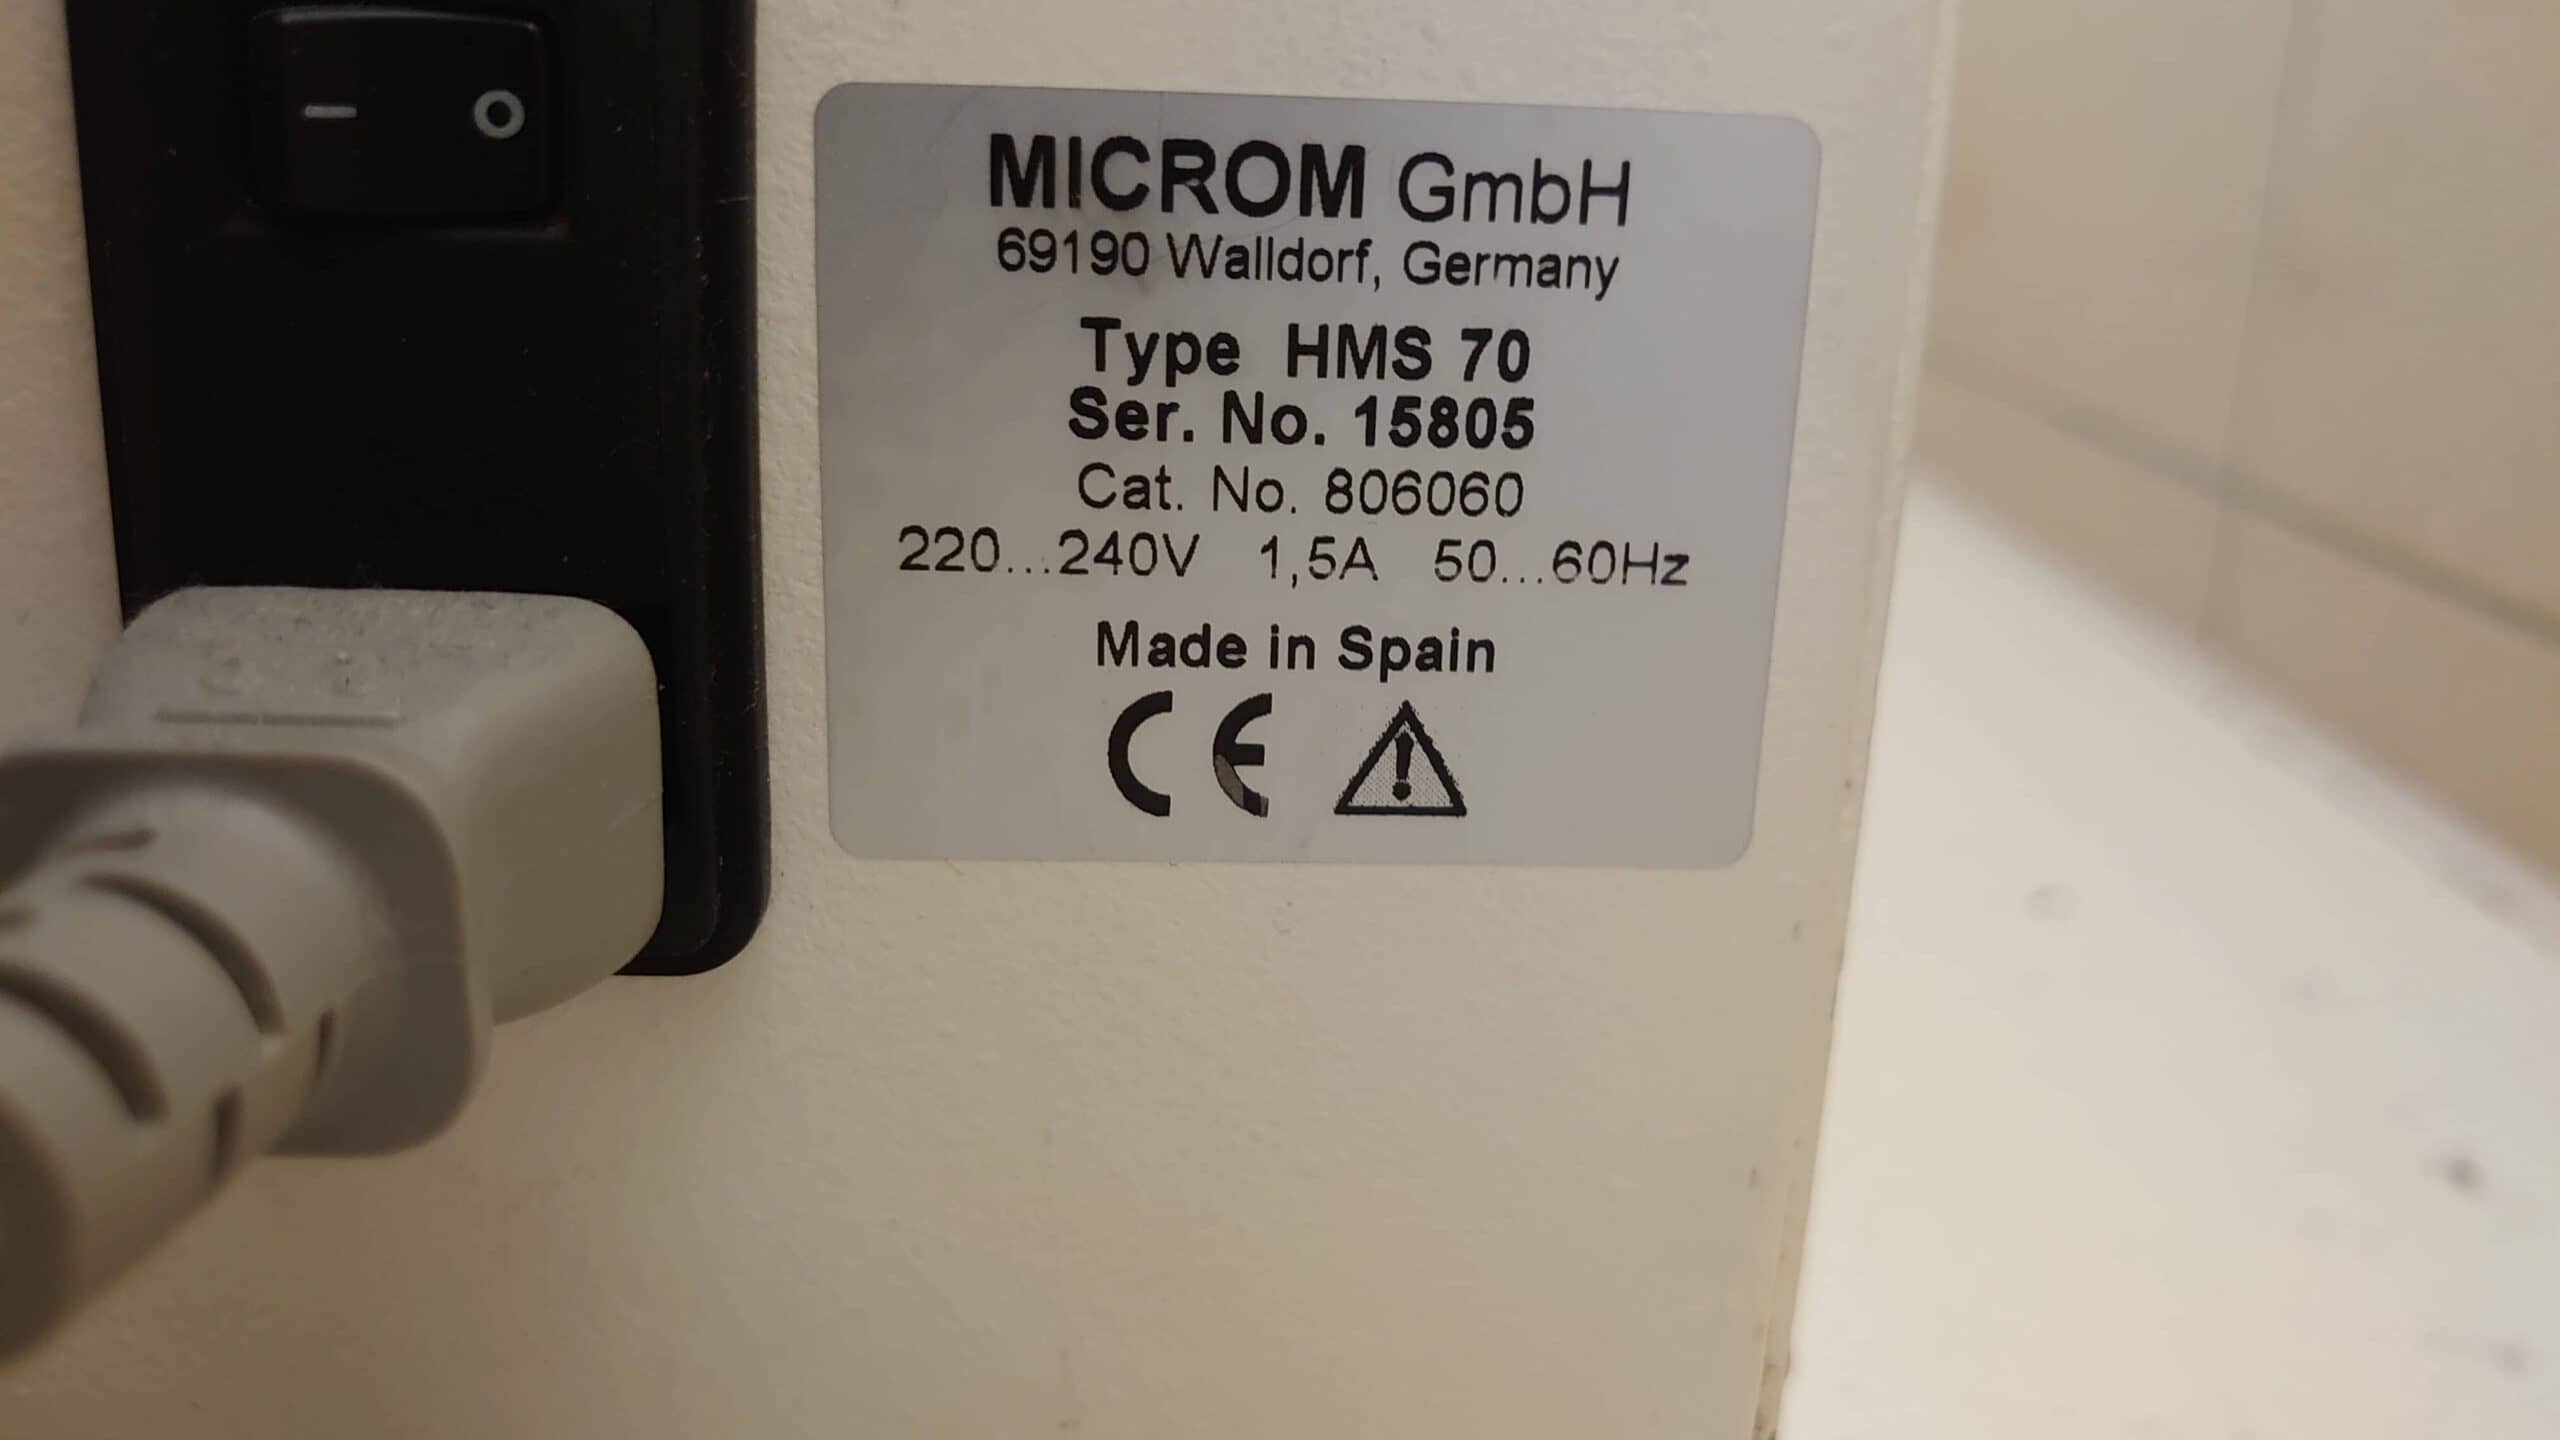 — O
MICROM GmbH
69190 Walldorf, Germany
Type HMS 70
Ser. No. 15805
Cat. No. 806060
220...240V 1,5A 50...60Hz
Made in Spain
CE